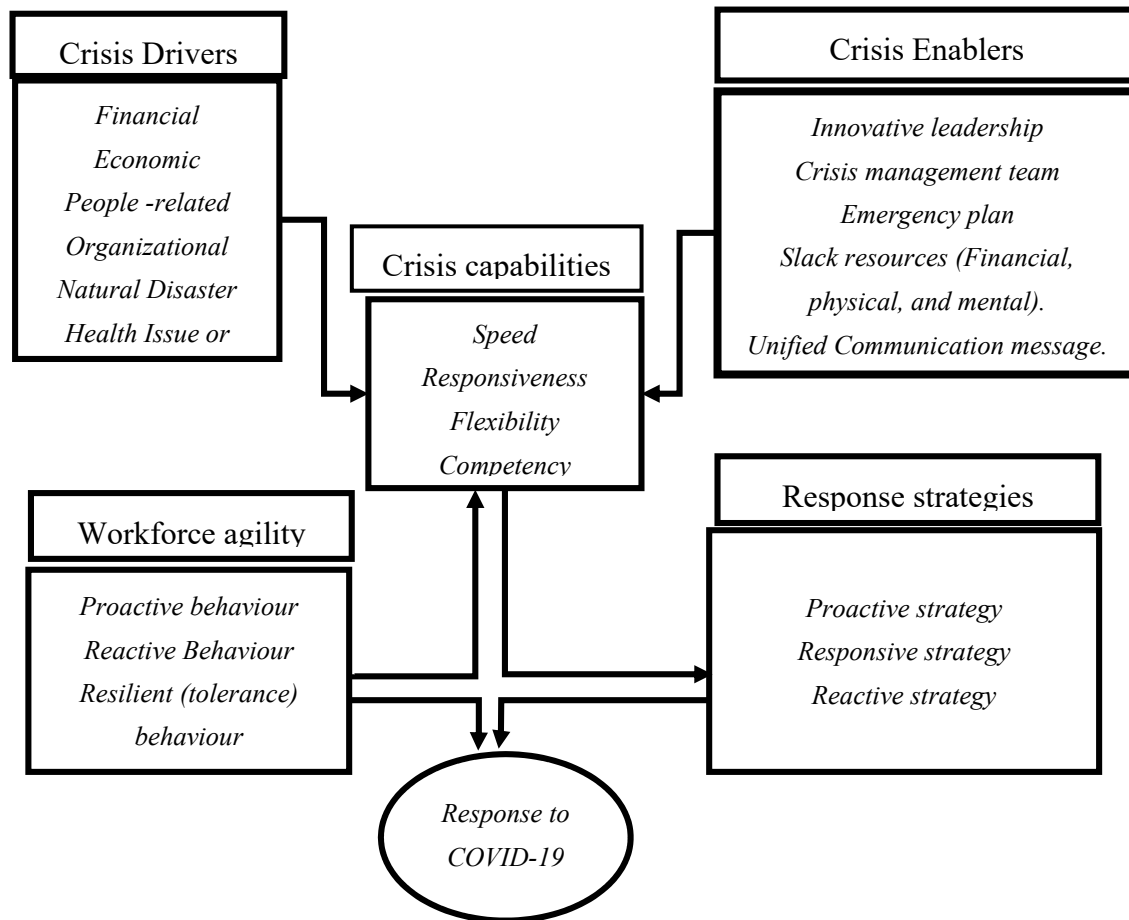 Crisis Drivers
Financial
Economic
People -related
Organizational
Natural Disaster
Health Issue or
Crisis Enablers
Innovative leadership
Crisis management team
Emergency plan
Slack resources (Financial,
physical, and mental).
Unified Communication message.
Crisis capabilities
Speed
Responsiveness
Flexibility
Competency
Workforce agility
Proactive behaviour
Reactive Behaviour
Resilient (tolerance)
behaviour
Response strategies
Proactive strategy
Responsive strategy
Reactive strategy
Response to
COVID-19